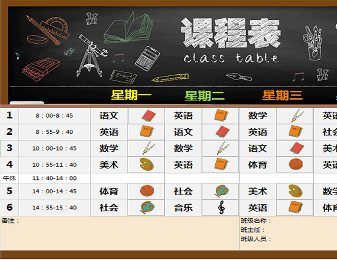 课程表
class table
星期一 星期二 星期三
1 8：00-8：45 语文 英语 数学 英语
2 8：55-9：40 英语 语文 英语 社会
3 10：00-10：45 数学 数学 语文 数学
4 10：55-11：40 美术 英语 体育 英语
午休 11：40-14：00
5 14：00-14：45 体育 社会 美术 数学
6 14：55-15：40 社会 音乐 英语 体育
备注： 班级名称：
班主任：
班级人员：